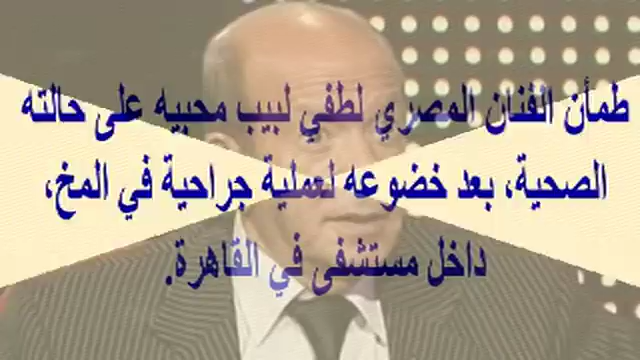 طمأن الفنان المصري لطفي لبيب محبيه على حالته
الصحية، بعد خضوعه لعملية جراحية في المخ،
داخل مستشفى في القاهرة.